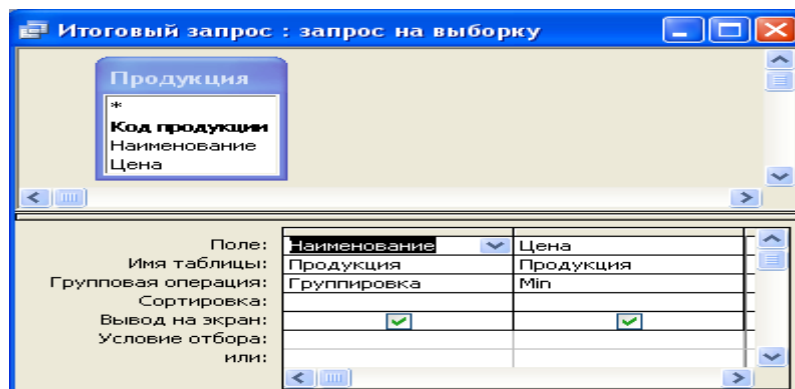 Итоговый запрос : запрос на выборку
Продукция
*
Код продукции
Наименование
Цена
Поле: Наименование Цена
Имя таблицы: Продукция Продукция
Групповая операция: Группировка Min
Сортировка:
Вывод на экран:
Условие отбора:
или: